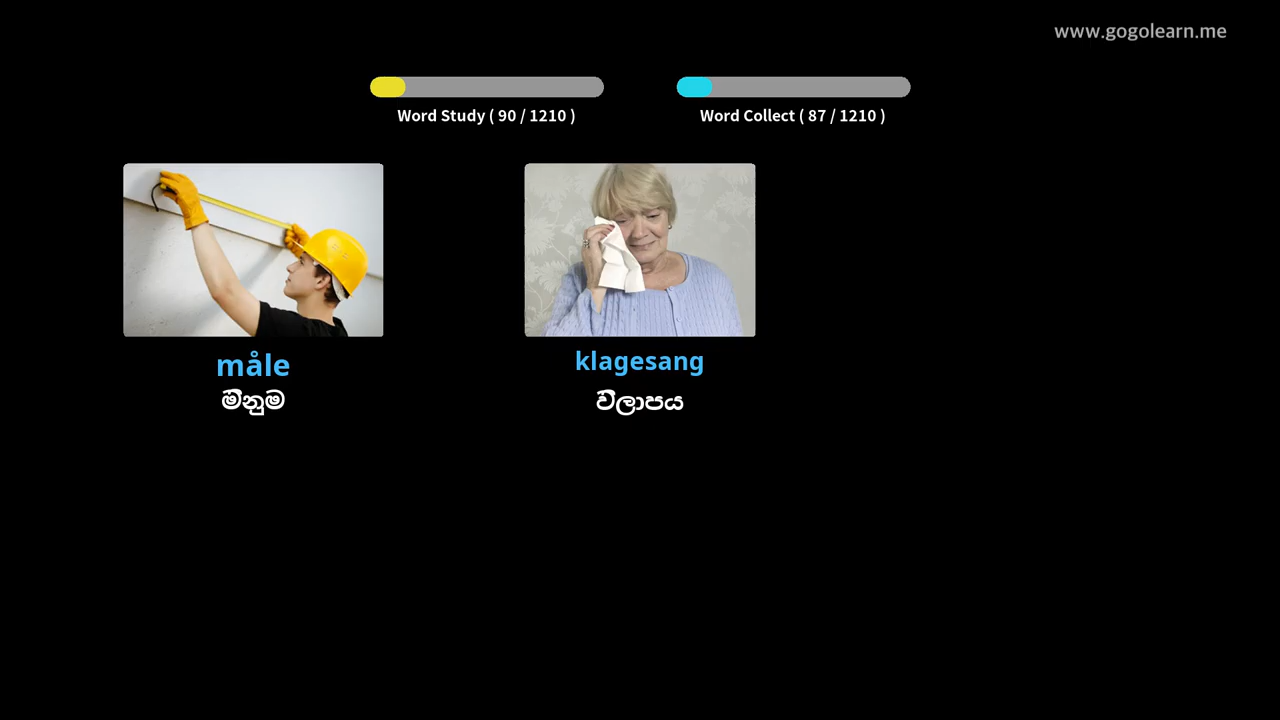 www.gogolearn.me
Word Study ( 90 / 1210 )
Word Collect ( 87 / 1210 )
måle
මිනුම
klagesang
විලාපය